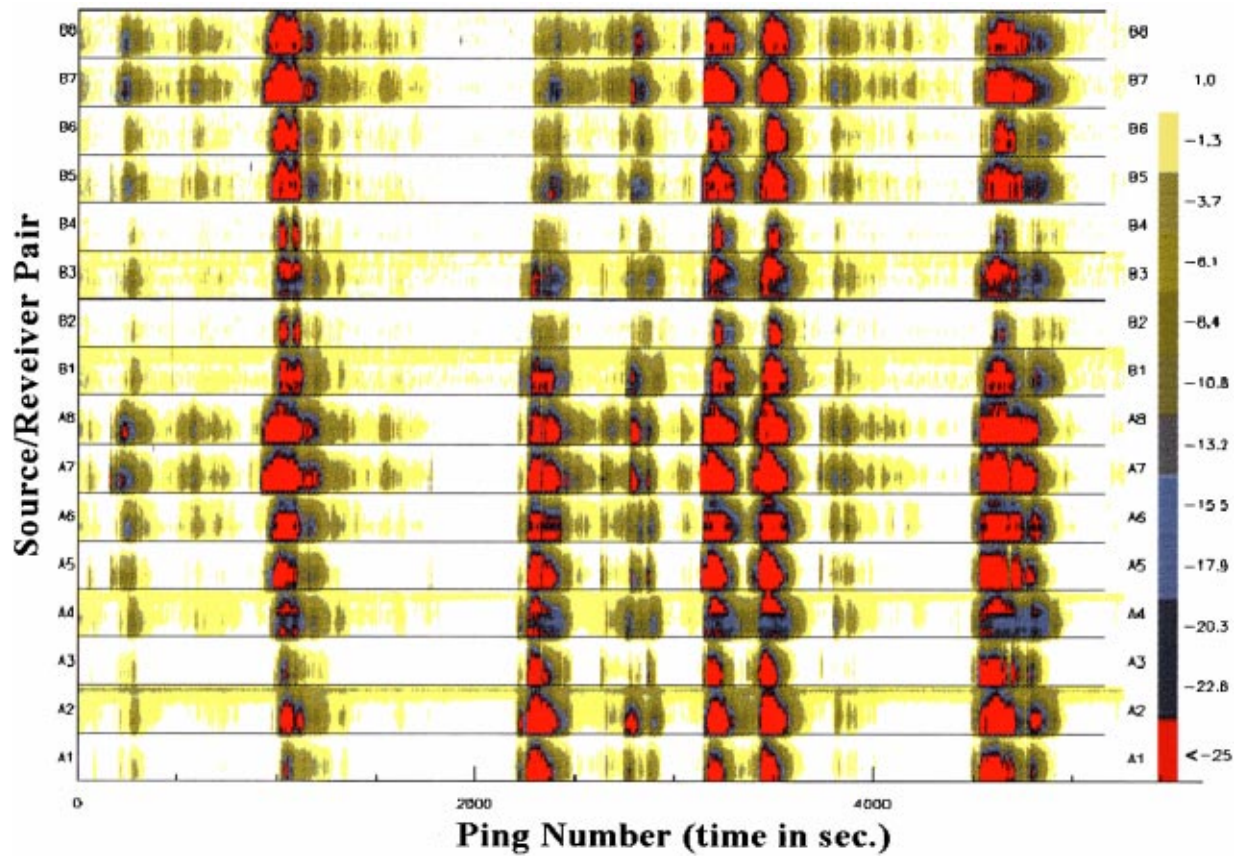 B8 B8
B7 B7 1.0
B6 B6 −1.3
B5 B5 −3.7
B4 B4 −6.1
B3 B3 −8.4
B2 B2 −10.8
B1 B1 −13.2
A8 A8 −15.5
A7 A7 −17.9
A6 A6 −20.3
A5 A5 −22.8
A4 A4 <−25
A3 A3
A2 A2
A1 A1
Source/Reveiver Pair
0 2000 4000
Ping Number (time in sec.)